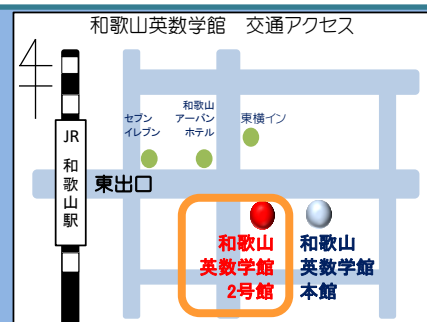 和歌山英数学館　交通アクセス
セブン
イレブン
和歌山
アーバン
ホテル
東横イン
JR
和歌山駅
東出口
和歌山
英数学館
2号館
和歌山
英数学館
本館